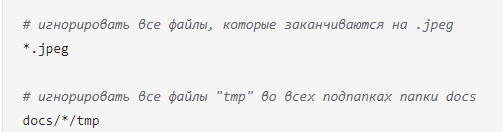 # игнорировать все файлы, которые заканчиваются на .jpeg
*.jpeg
# игнорировать все файлы "tmp" во всех подпапках папки docs
docs/*/tmp